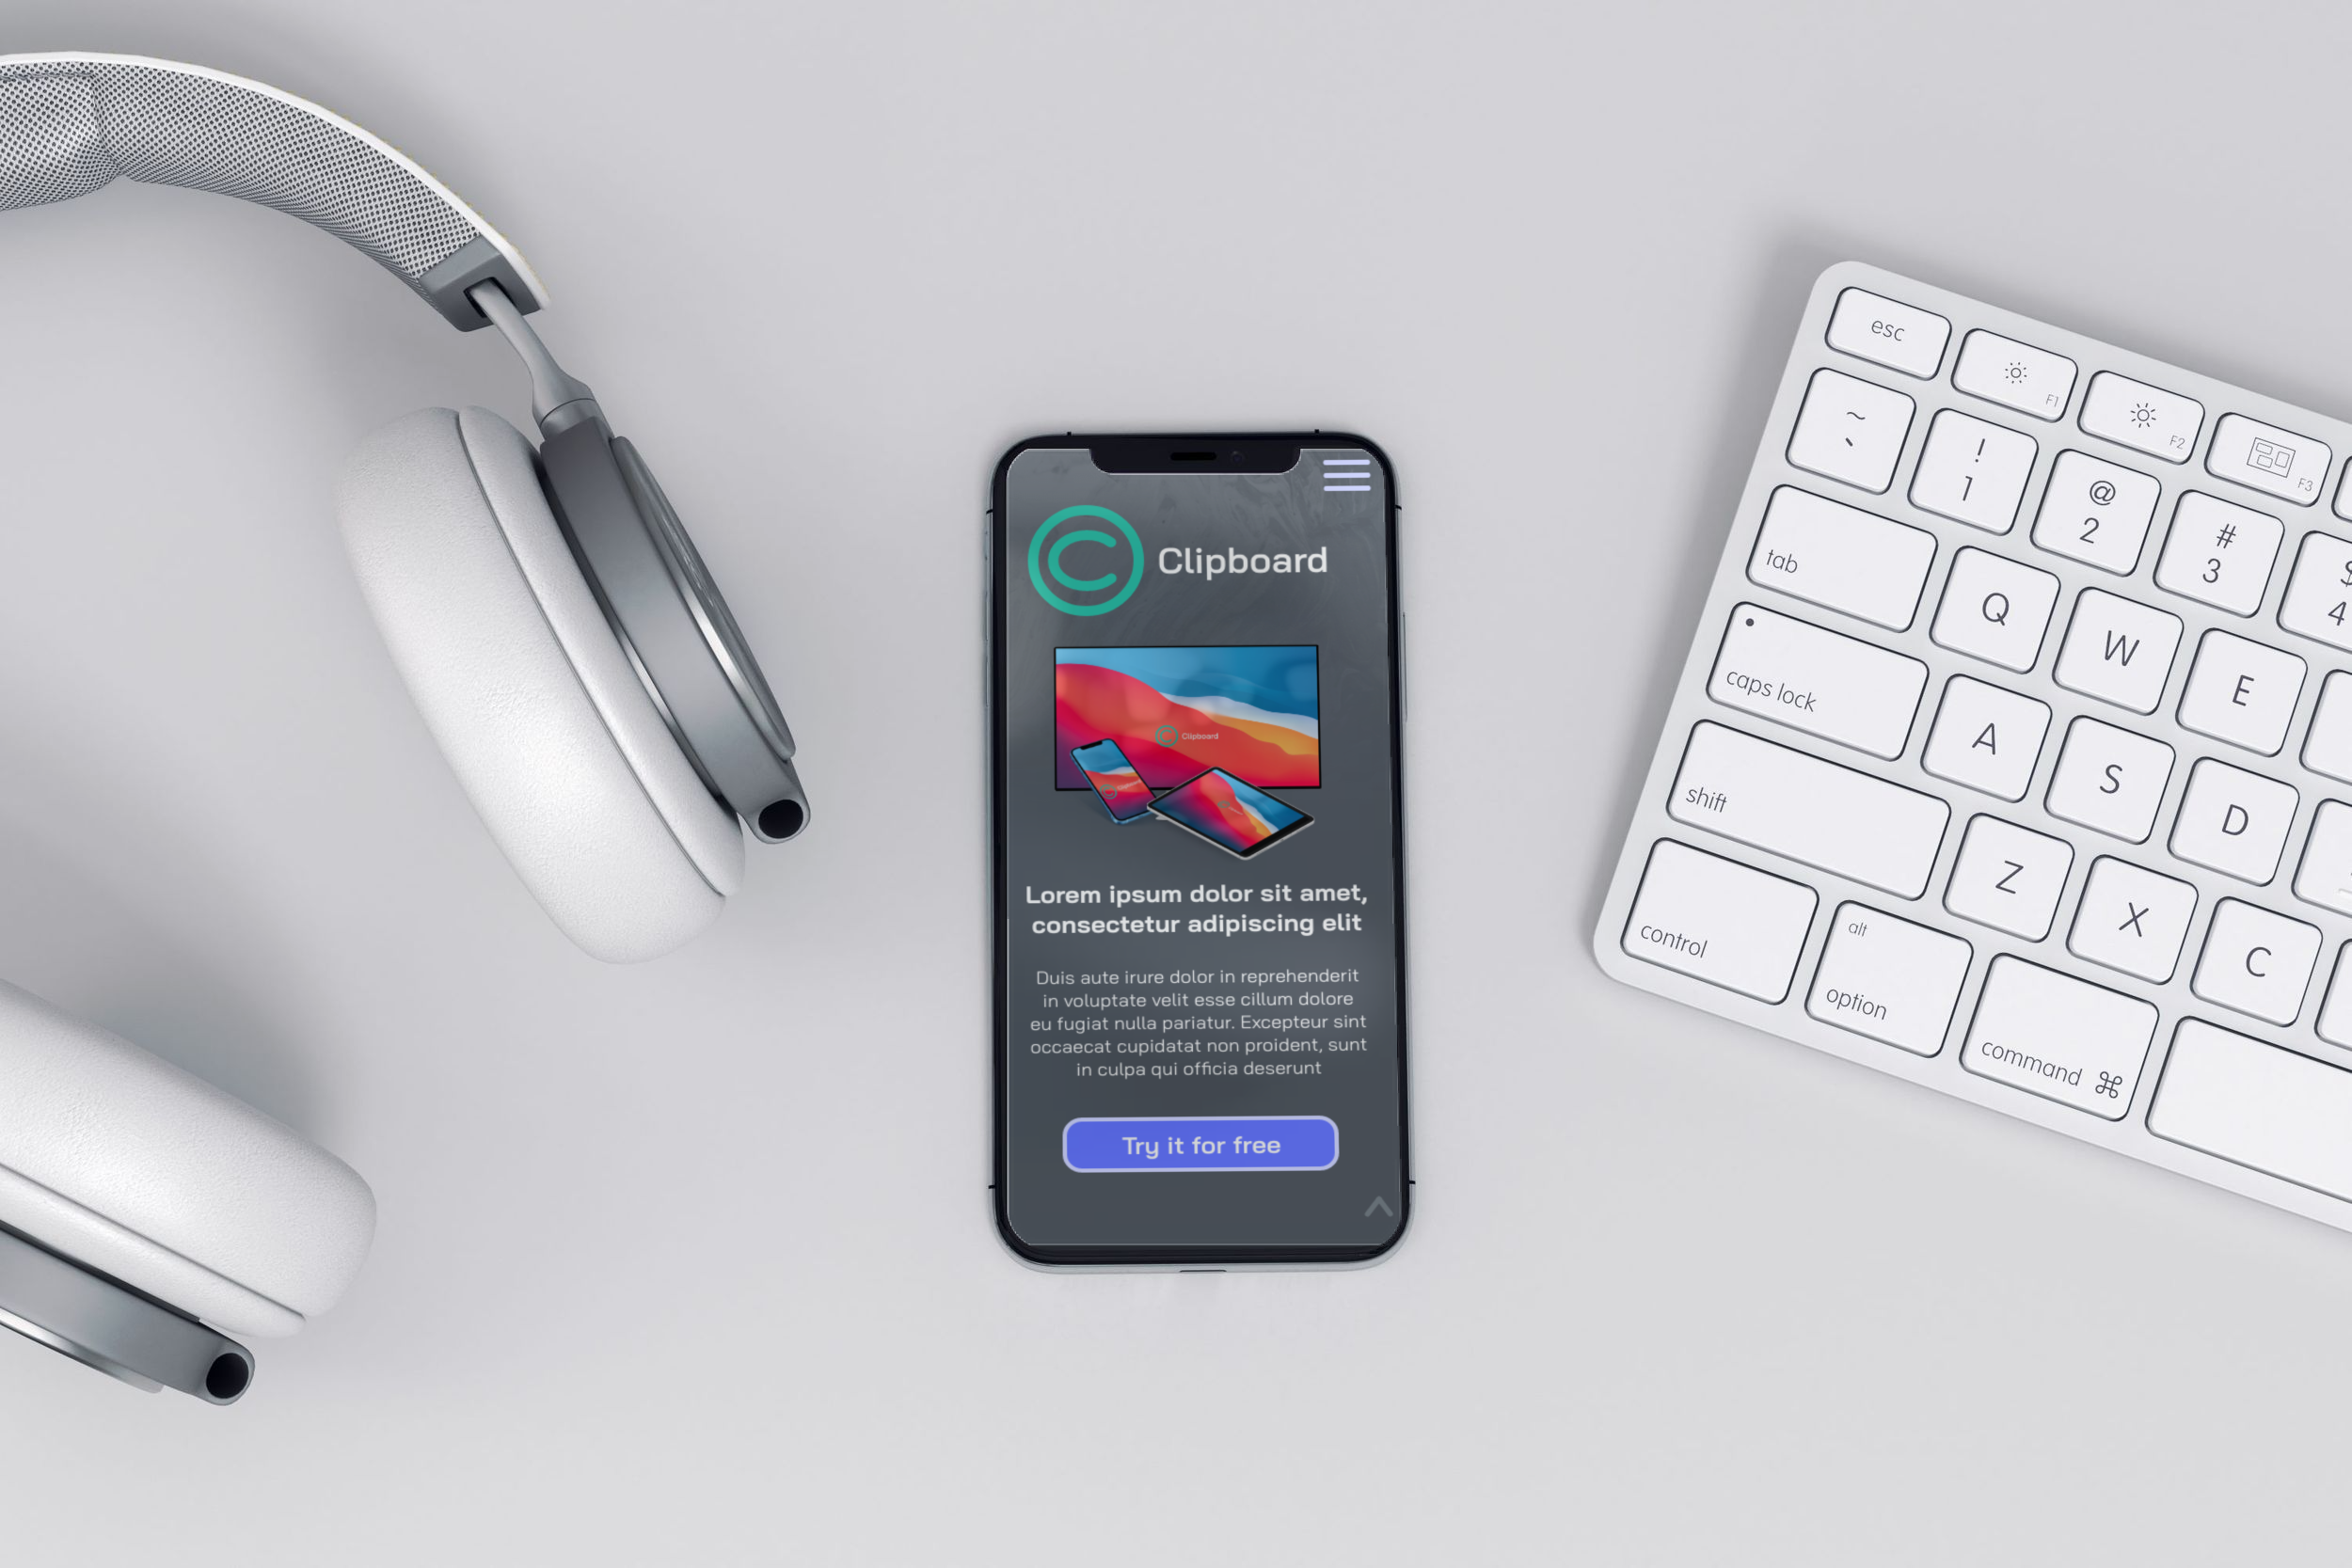 Clipboard
Clipboard
Lorem ipsum dolor sit amet,
consectetur adipiscing elit
Duis aute irure dolor in reprehenderit
in voluptate velit esse cillum dolore
eu fugiat nulla pariatur. Excepteur sint
occaecat cupidatat non proident, sunt
in culpa qui officia deserunt
Try it for free
esc
F1
F2
F3
~
`
!
1
@
2
#
3
$
4
tab
Q
W
E
caps lock
A
S
D
shift
Z
X
C
control
alt
option
command ⌘